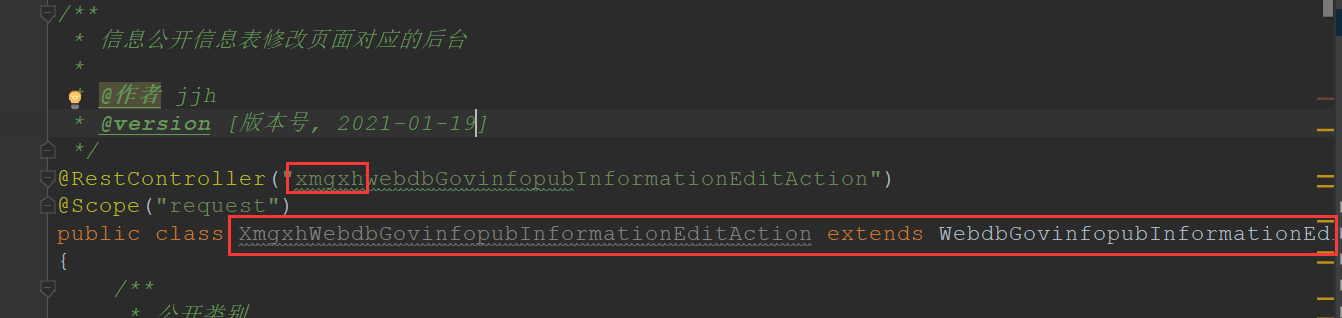 /**
* 信息公开信息表修改页面对应的后台
*
* @作者 jjh
* @version [版本号, 2021-01-19]
*/
@RestController("xmgxhwebdbGovinfopubInformationEditAction")
@Scope("request")
public class XmgxhWebdbGovinfopubInformationEditAction extends WebdbGovinfopubInformationEdi
{
/**
* 公开类别